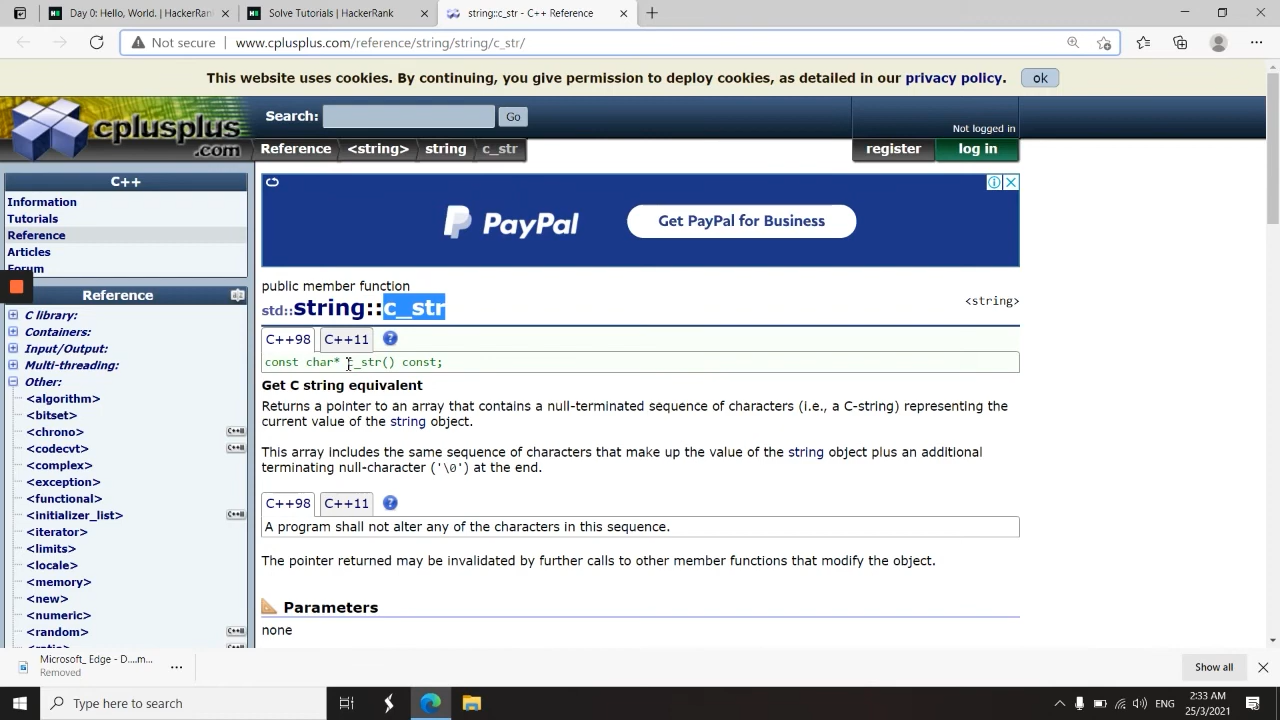 Day 0: Hello, World. | HackerRan
Solve Tutorials | HackerRank
string::c_str - C++ Reference
Not secure
www.cplusplus.com/reference/string/string/c_str/
This website uses cookies. By continuing, you give permission to deploy cookies, as detailed in our privacy policy.
ok
cplusplus
.com
Search:
Go
Not logged in
Reference
<string>
string
c_str
register
log in
C++
Information
Tutorials
Reference
Articles
Forum
Reference
C library:
Containers:
Input/Output:
Multi-threading:
Other:
<algorithm>
<bitset>
<chrono>
<codecvt>
<complex>
<exception>
<functional>
<initializer_list>
<iterator>
<limits>
<locale>
<memory>
<new>
<numeric>
<random>
PayPal
Get PayPal for Business
public member function
std::string::c_str
<string>
C++98
C++11
const char* c_str() const;
Get C string equivalent
Returns a pointer to an array that contains a null-terminated sequence of characters (i.e., a C-string) representing the
current value of the string object.
This array includes the same sequence of characters that make up the value of the string object plus an additional
terminating null-character ('\0') at the end.
C++98
C++11
A program shall not alter any of the characters in this sequence.
The pointer returned may be invalidated by further calls to other member functions that modify the object.
Parameters
none
Microsoft_ Edge - D....m...
Removed
Show all
Type here to search
ENG
2:33 AM
25/3/2021